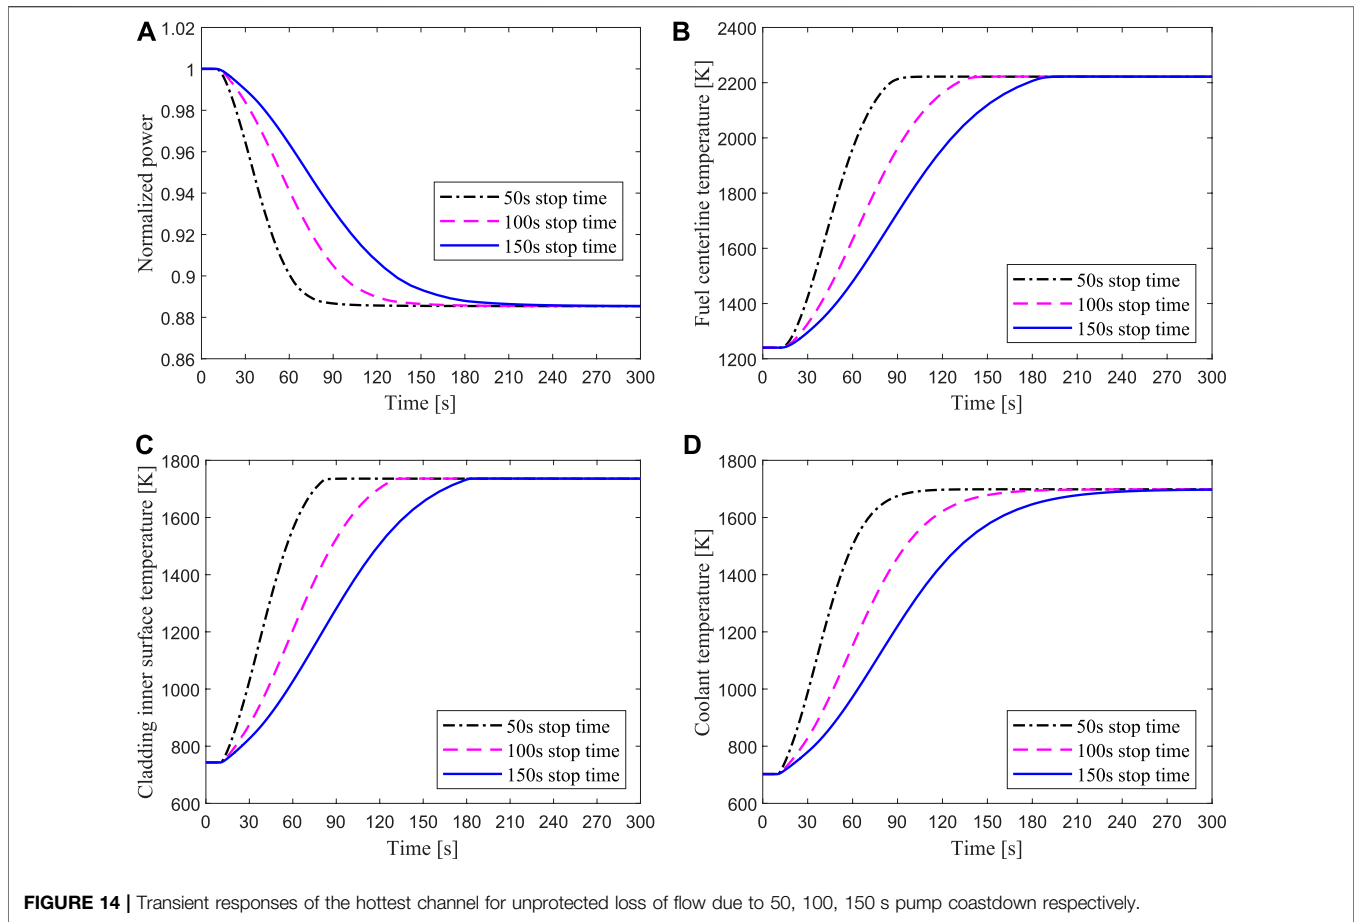 A
1.02
1
0.98
0.96
0.94
0.92
0.9
0.88
0.86
Normalized power
50s stop time
100s stop time
150s stop time
0 30 60 90 120 150 180 210 240 270 300
Time [s]
B
2400
2200
2000
1800
1600
1400
1200
Fuel centerline temperature [K]
50s stop time
100s stop time
150s stop time
0 30 60 90 120 150 180 210 240 270 300
Time [s]
C
1800
1600
1400
1200
1000
800
600
Cladding inner surface temperature [K]
50s stop time
100s stop time
150s stop time
0 30 60 90 120 150 180 210 240 270 300
Time [s]
D
1800
1600
1400
1200
1000
800
600
Coolant temperature [K]
50s stop time
100s stop time
150s stop time
0 30 60 90 120 150 180 210 240 270 300
Time [s]
FIGURE 14 | Transient responses of the hottest channel for unprotected loss of flow due to 50, 100, 150 s pump coastdown respectively.